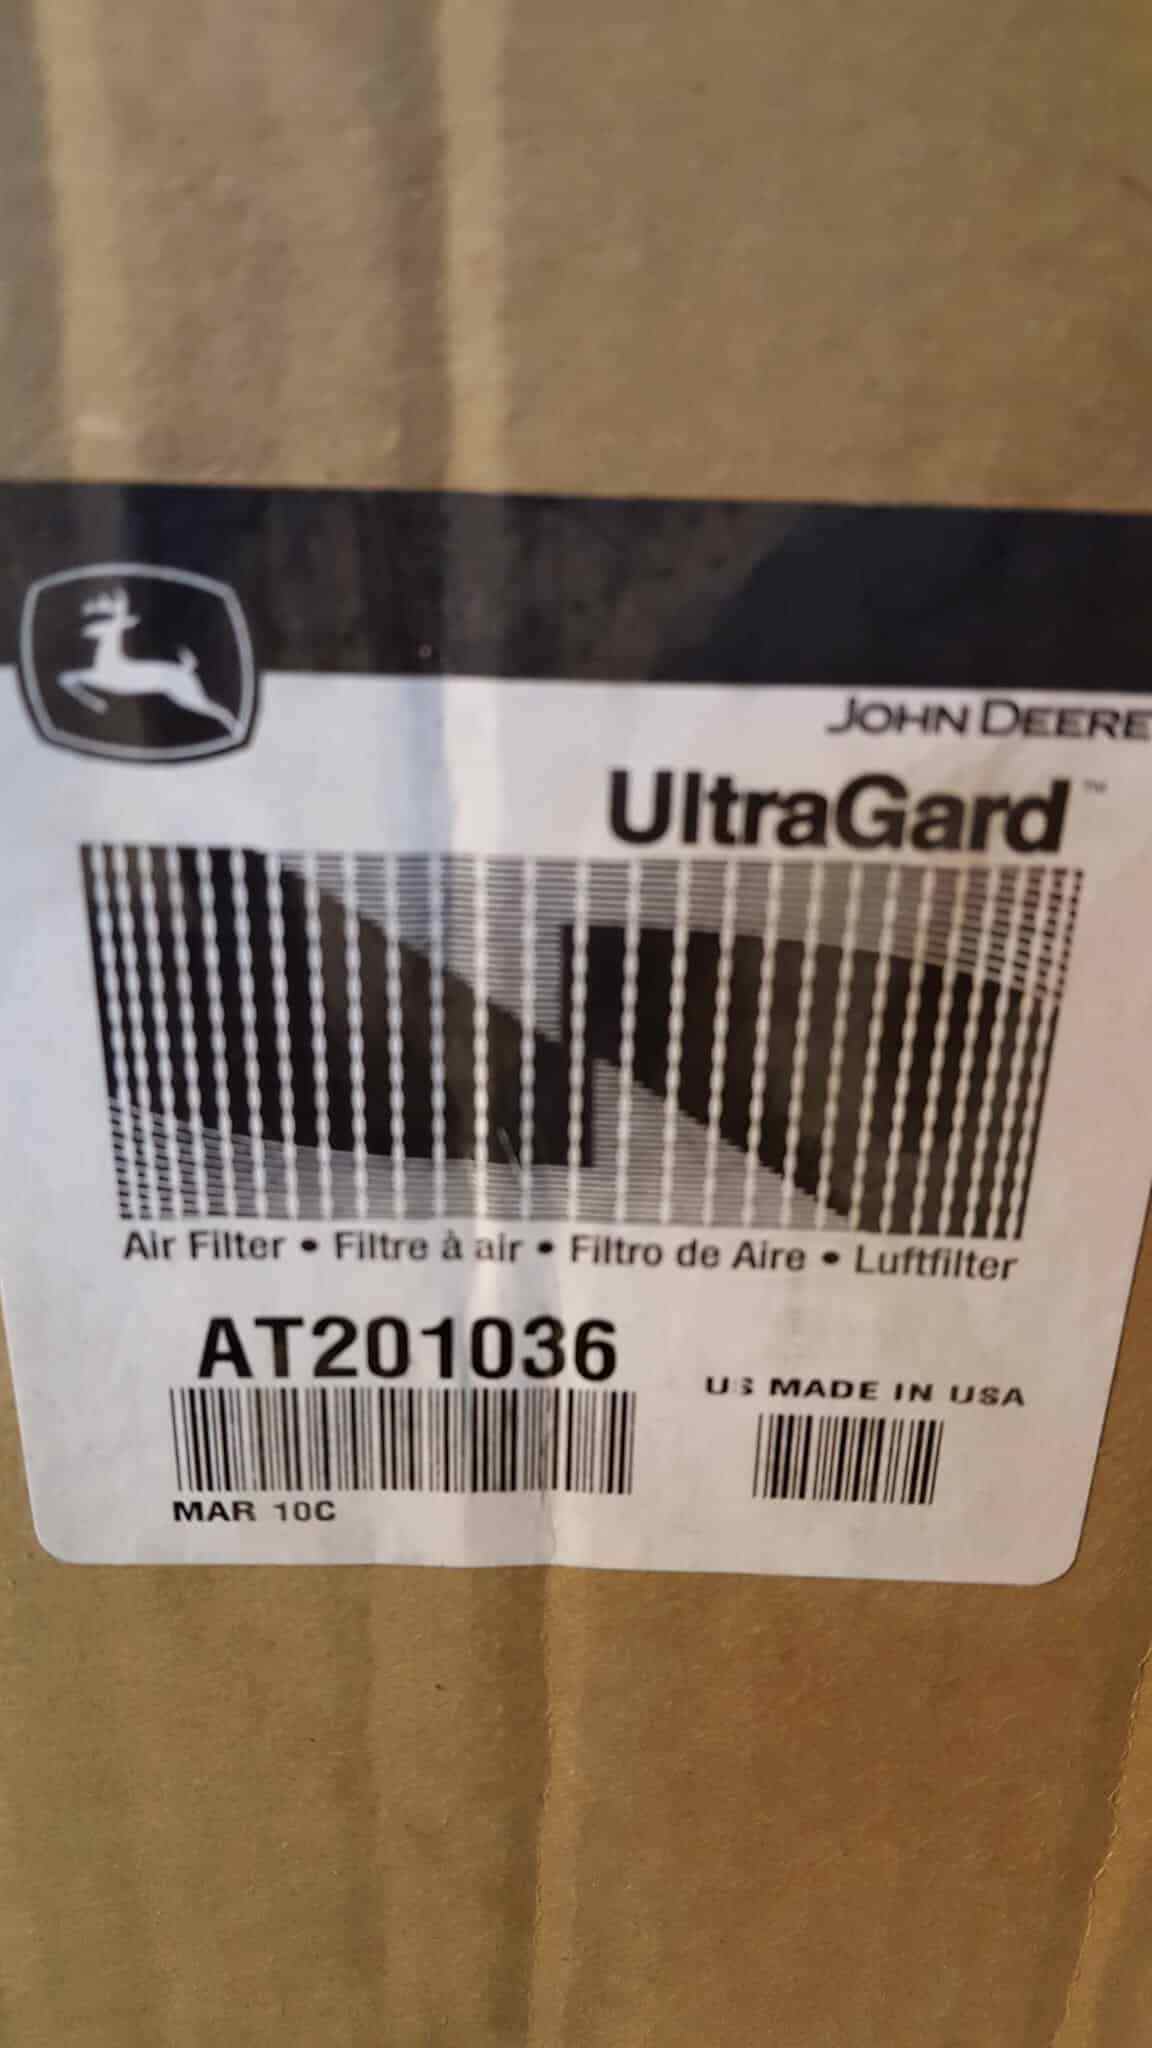 JOHN DEERE
UltraGard™
Air Filter • Filtre à air • Filtro de Aire • Luftfilter
AT201036
US MADE IN USA
MAR 10C